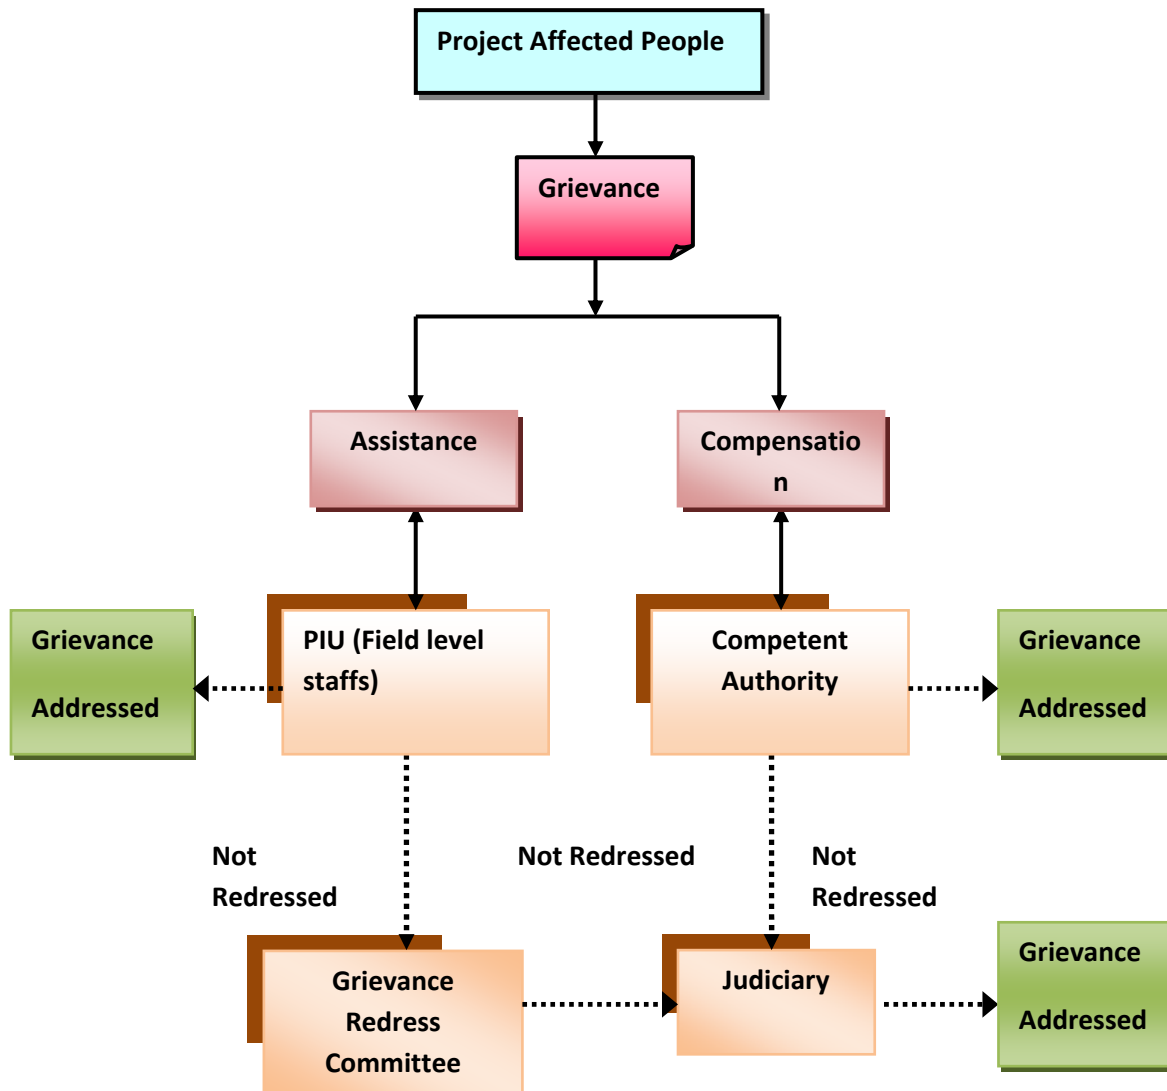 Project Affected People
Grievance
Assistance
Compensatio
n
Grievance
Addressed
PIU (Field level
staffs)
Competent
Authority
Grievance
Addressed
Not
Redressed
Not Redressed
Not
Redressed
Grievance
Redress
Committee
Judiciary
Grievance
Addressed